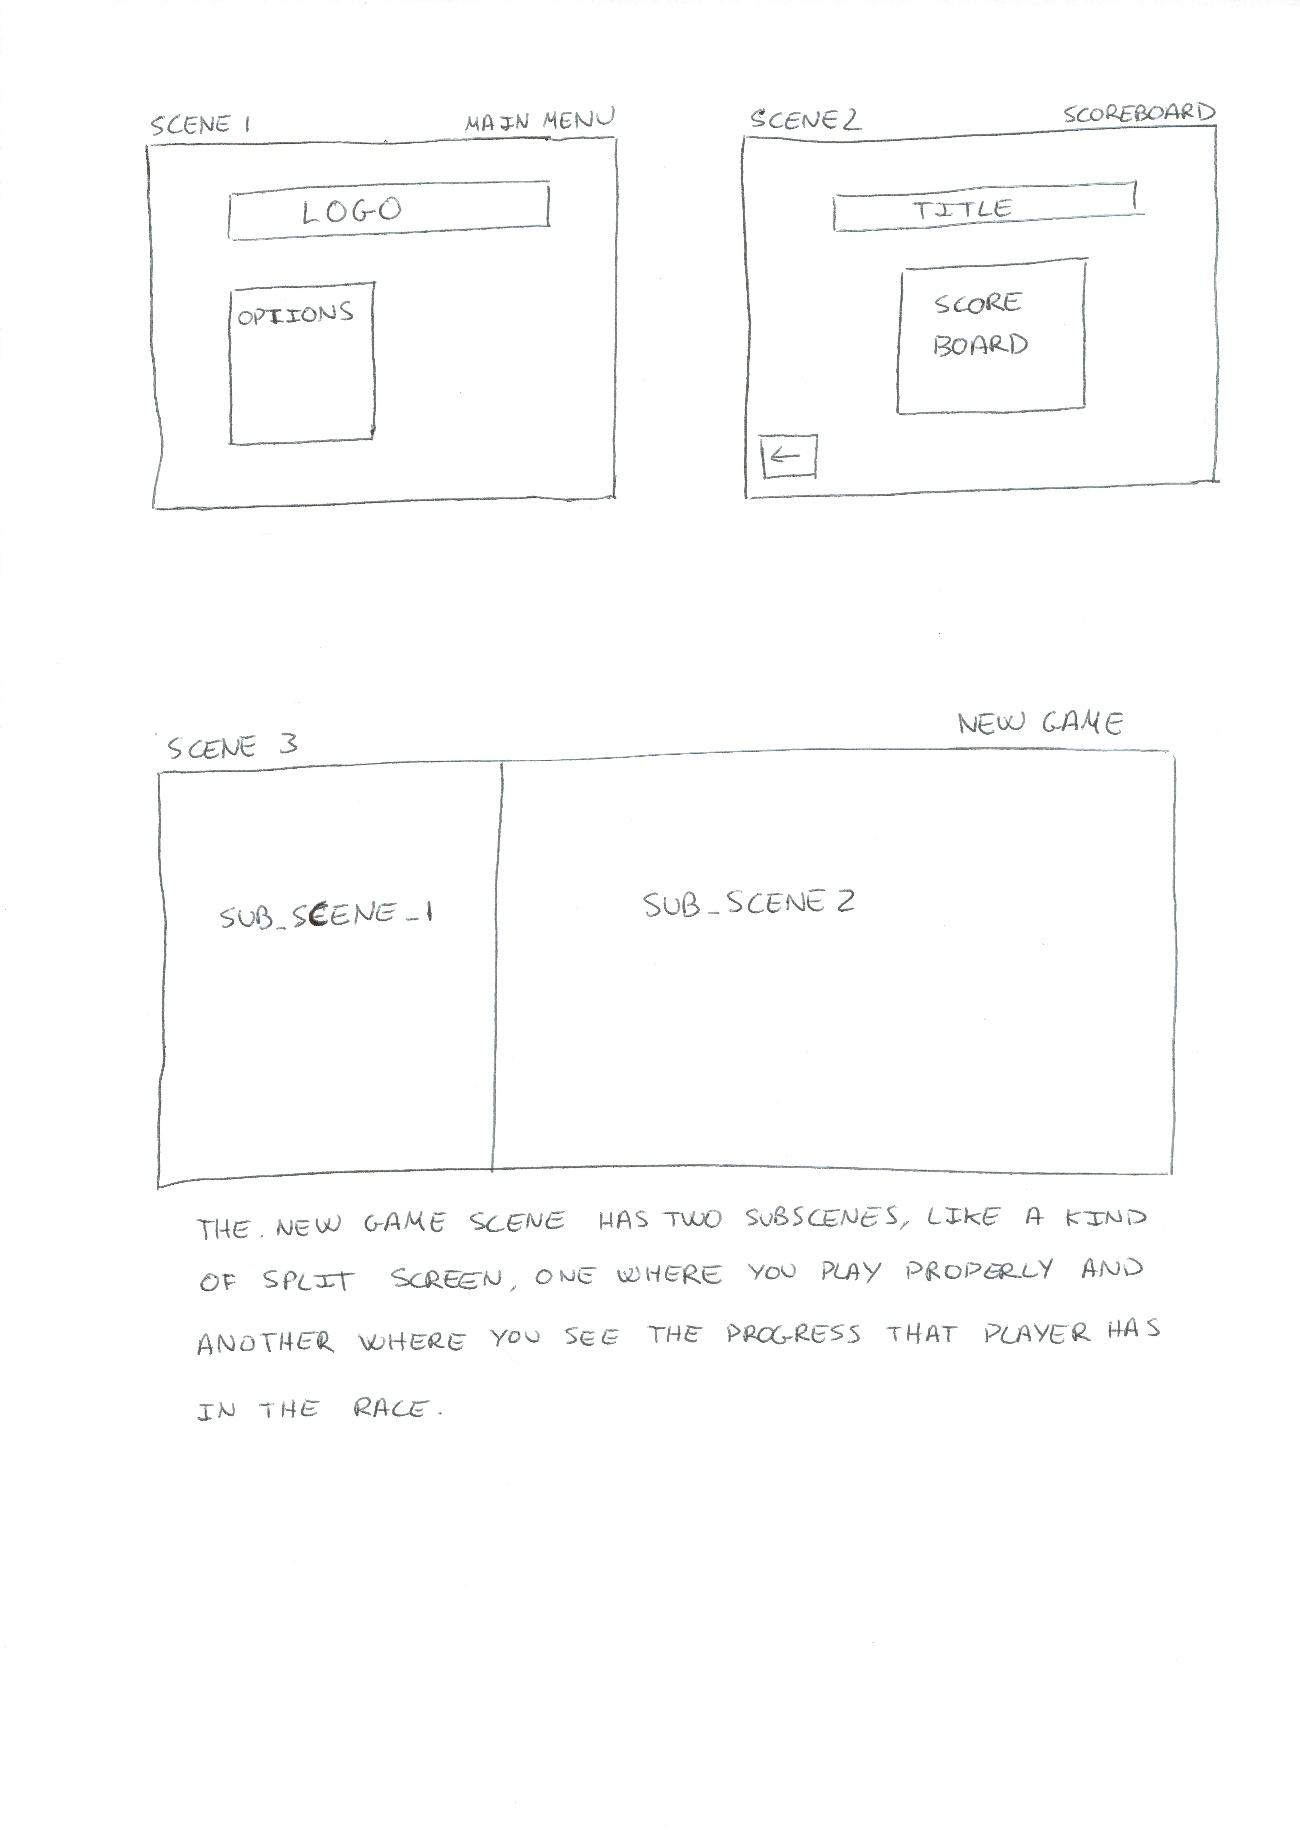 SCENE 1 MAIN MENU
LOGO
OPTIONS
SCENE 2 SCOREBOARD
TITLE
SCORE
BOARD
←
SCENE 3 NEW GAME
SUB_SCENE_1
SUB_SCENE 2
THE. NEW GAME SCENE HAS TWO SUBSCENES, LIKE A KIND
OF SPLIT SCREEN, ONE WHERE YOU PLAY PROPERLY AND
ANOTHER WHERE YOU SEE THE PROGRESS THAT PLAYER HAS
IN THE RACE.